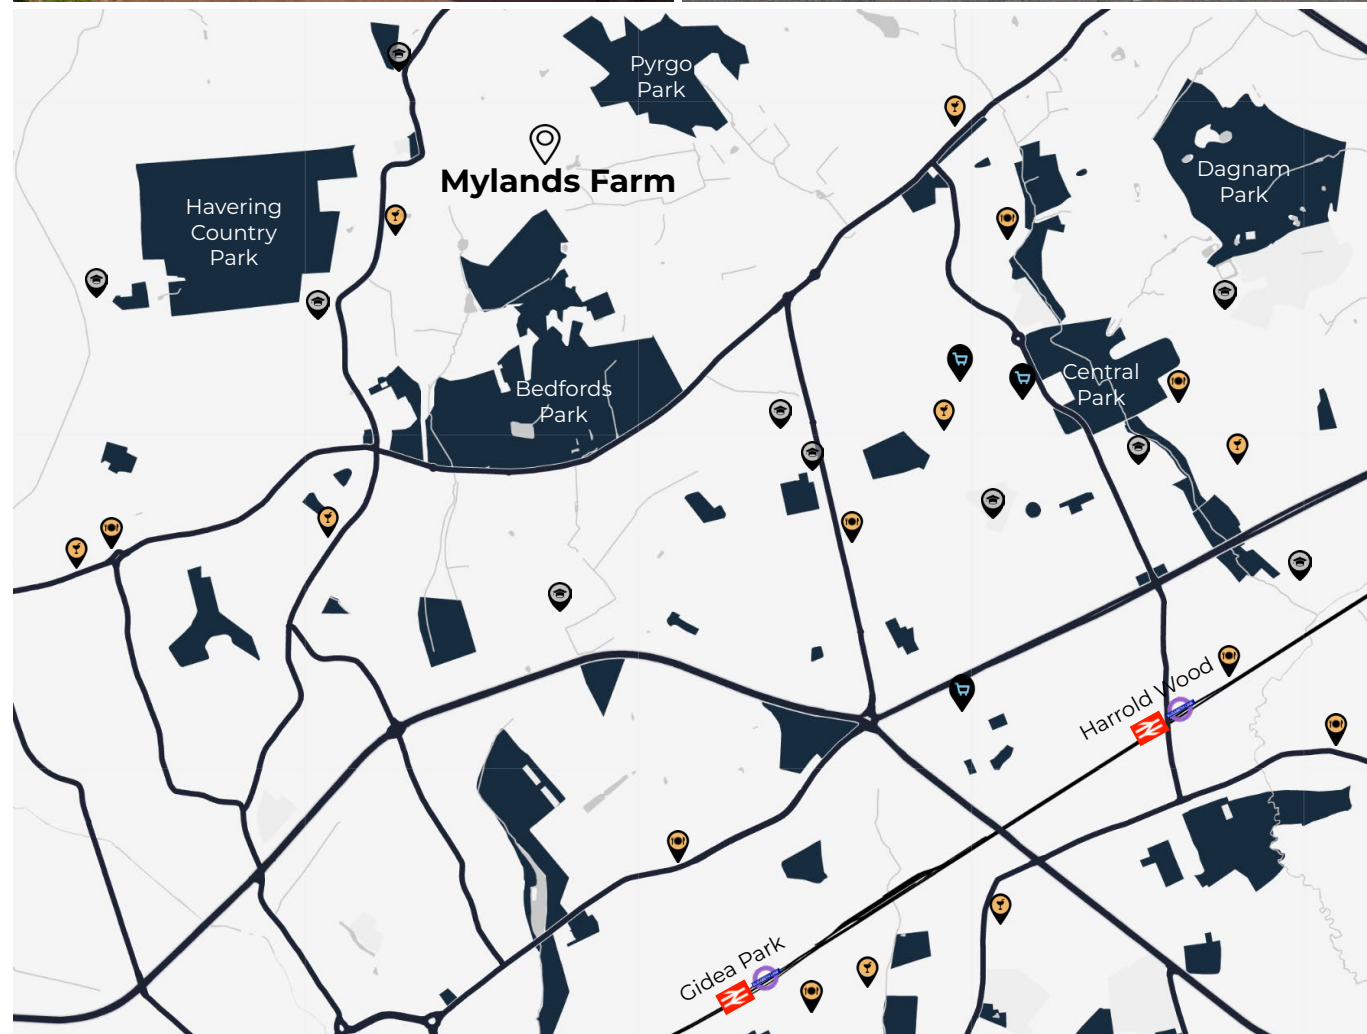 Pyrgo
Park
Mylands Farm
Dagnam
Park
Havering
Country
Park
Bedfords
Park
Central
Park
Harrold Wood
Gidea Park